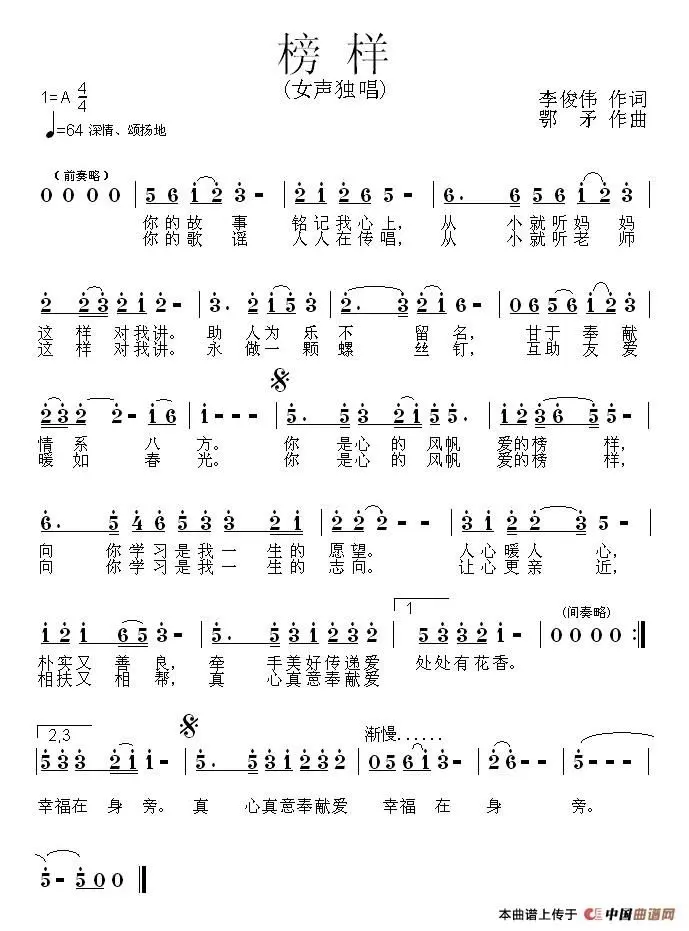 榜 样
(女声独唱)
1=A 4/4
李俊伟 作词
♩=64 深情、颂扬地
鄂 矛 作曲
(前奏略)
0 0 0 0 | 5 6 1 2 3 - | 2 1 2 6 5 - | 6 . 6 5 6 1 2 3 |
你的故 事 铭记我心上, 从 小就听妈 妈
你的歌 谣 人人在传唱, 从 小就听老 师
2 2 3 2 1 2 - | 3 . 2 1 5 3 | 2 . 3 2 1 6 - | 0 6 5 6 1 2 3 |
这 样 对我讲。 助 人为 乐 不 留 名, 甘于 奉 献
这 样 对我讲。 永 做一 颗 螺 丝 钉, 互助 友 爱
2 3 2 2 - 1 6 | 1 - - - | 5 . 5 3 2 1 5 5 | 2 2 3 6 5 5 - |
情 系 八 方。 你 是心 的 风帆 爱的榜 样,
暖 如 春 光。 你 是心 的 风帆 爱的榜 样,
6 . 5 4 6 5 3 3 2 1 | 2 2 2 - - | 3 1 2 2 3 5 - |
向 你学习是我一 生的 愿望。 人心暖人 心,
向 你学习是我一 生的 志向。 让心更亲 近,
1 2 1 6 5 3 - | 5 . 5 3 3 1 2 3 2 | 5 3 3 2 1 - | 0 0 0 0 :‖
1
(间奏略)
朴实又 善 良, 牵 手美好传递爱 处处有花香。
相扶又 相 帮, 真 心真意奉献爱
2,3
渐慢......
5 3 3 2 1 1 - | 5 . 5 3 3 1 2 3 2 | 0 5 6 1 3 - | 2 6 - - | 5 - - - |
幸福在 身 旁。 真 心真意奉献爱 幸福 在 身 旁。
5 - 5 0 0 ‖
本曲谱上传于 中国曲谱网